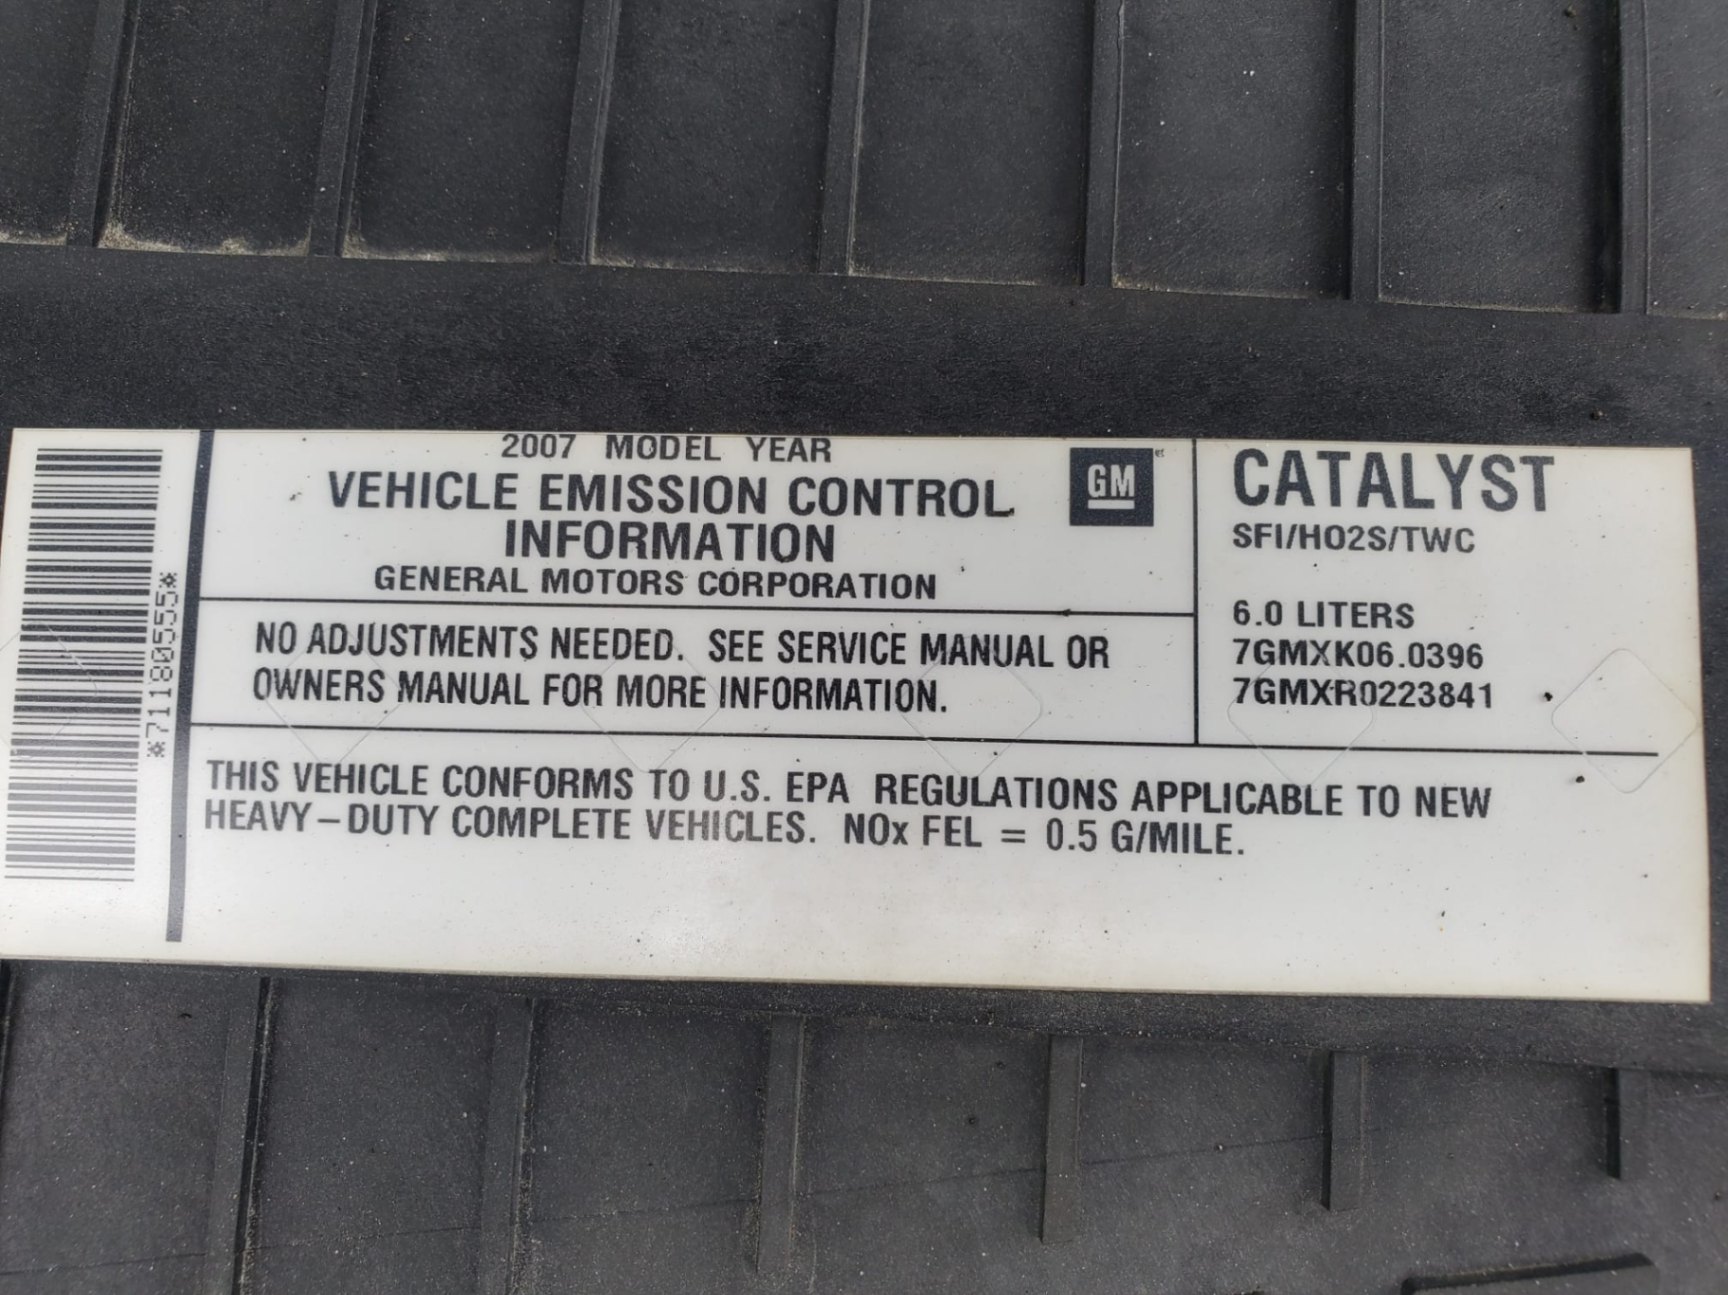 *71180555*
2007 MODEL YEAR
VEHICLE EMISSION CONTROL
INFORMATION
GENERAL MOTORS CORPORATION
GM
NO ADJUSTMENTS NEEDED. SEE SERVICE MANUAL OR
OWNERS MANUAL FOR MORE INFORMATION.
CATALYST
SFI/HO2S/TWC
6.0 LITERS
7GMXK06.0396
7GMXR0223841
THIS VEHICLE CONFORMS TO U.S. EPA REGULATIONS APPLICABLE TO NEW
HEAVY-DUTY COMPLETE VEHICLES. NOx FEL = 0.5 G/MILE.